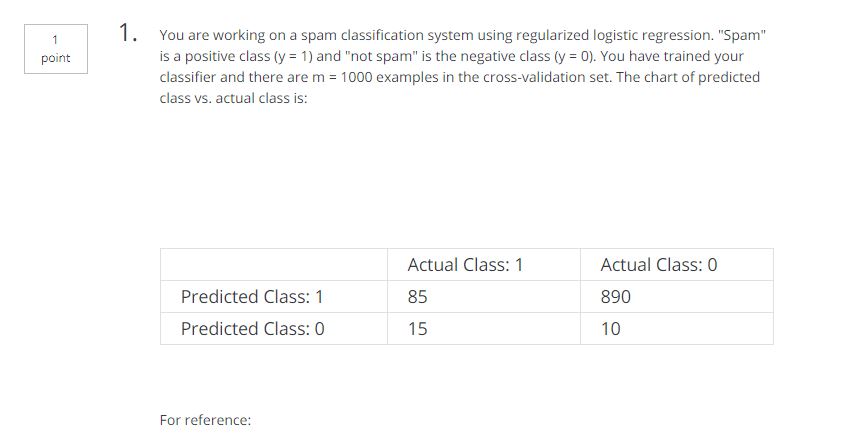 1
point
1. You are working on a spam classification system using regularized logistic regression. "Spam"
is a positive class (y = 1) and "not spam" is the negative class (y = 0). You have trained your
classifier and there are m = 1000 examples in the cross-validation set. The chart of predicted
class vs. actual class is:
Actual Class: 1 Actual Class: 0
Predicted Class: 1 85 890
Predicted Class: 0 15 10
For reference: